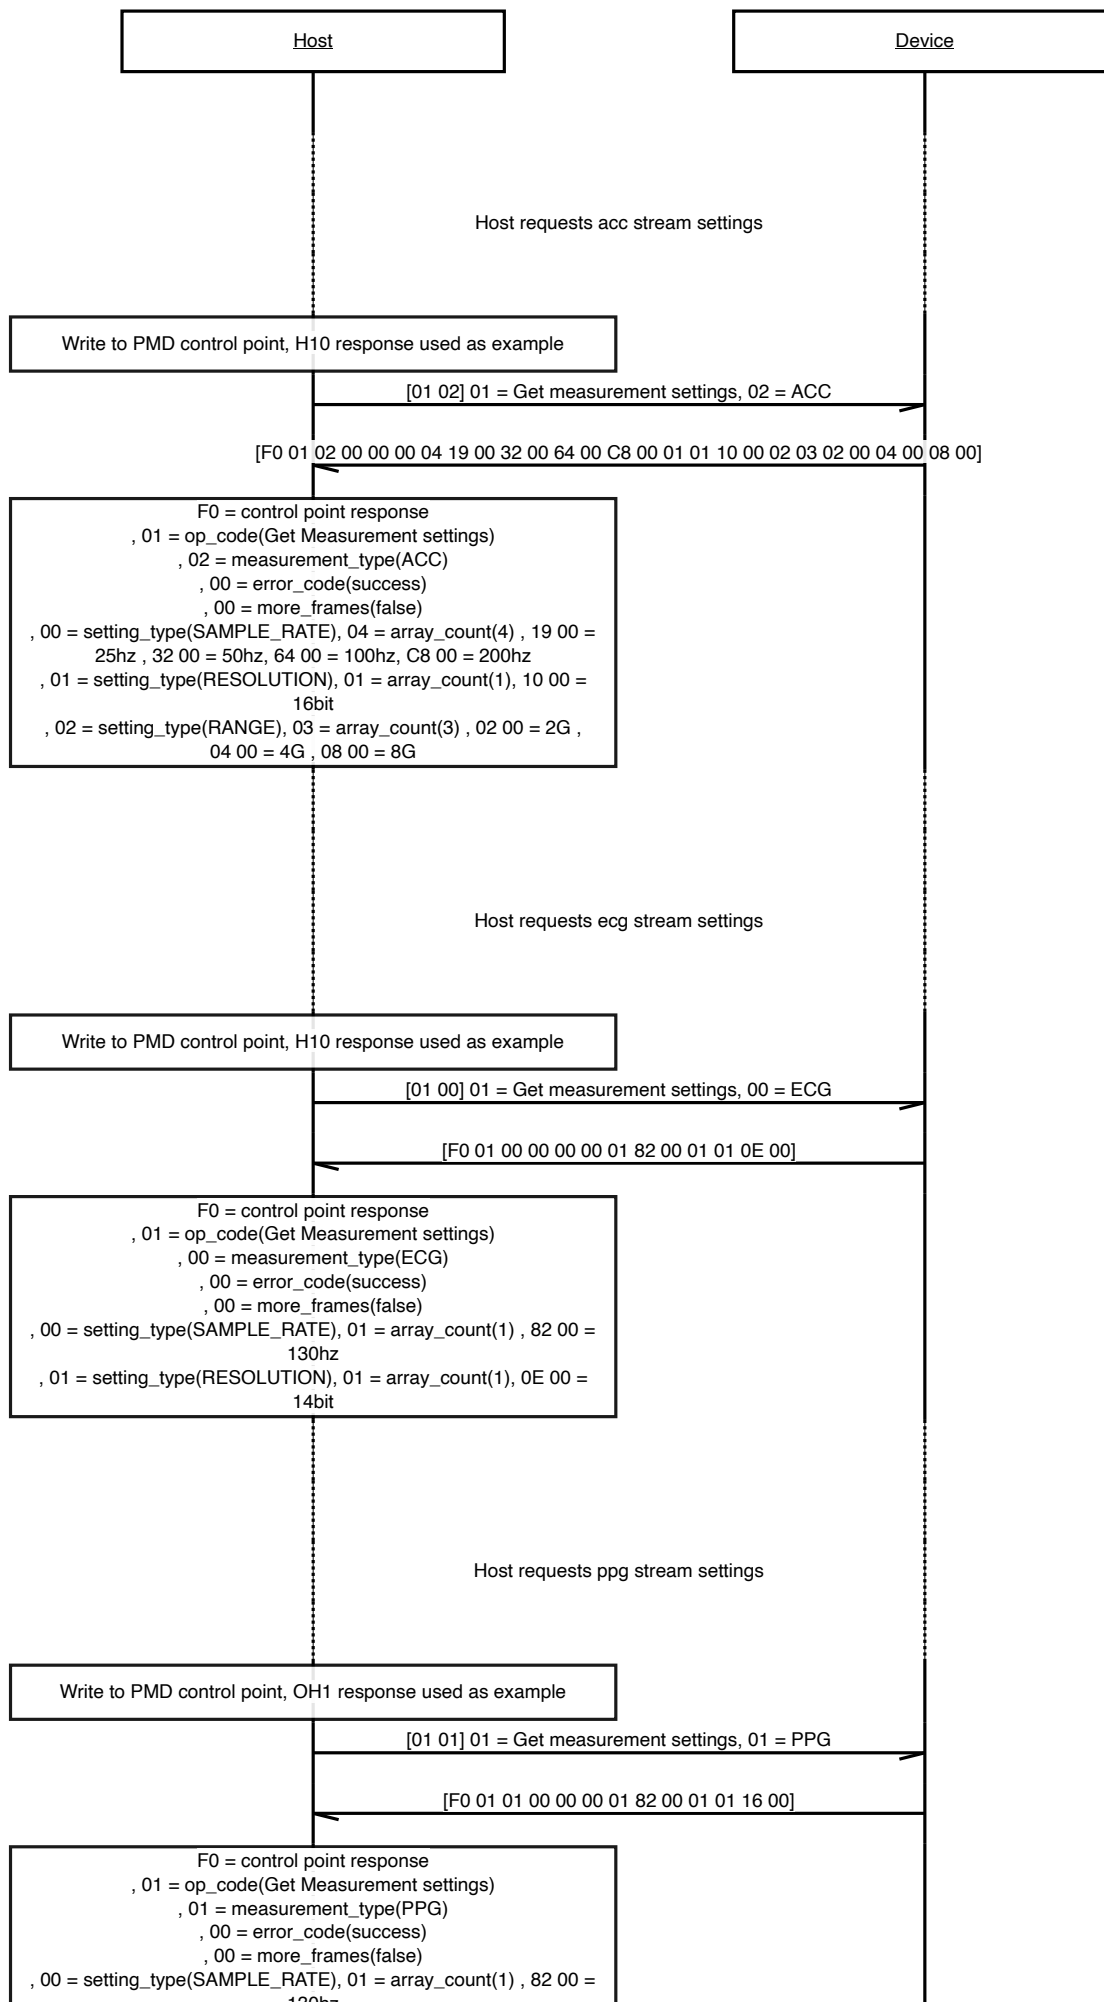 Host
Device
Host requests acc stream settings
Write to PMD control point, H10 response used as example
[01 02] 01 = Get measurement settings, 02 = ACC
[F0 01 02 00 00 00 04 19 00 32 00 64 00 C8 00 01 01 10 00 02 03 02 00 04 00 08 00]
F0 = control point response
, 01 = op_code(Get Measurement settings)
, 02 = measurement_type(ACC)
, 00 = error_code(success)
, 00 = more_frames(false)
, 00 = setting_type(SAMPLE_RATE), 04 = array_count(4) , 19 00 =
25hz , 32 00 = 50hz, 64 00 = 100hz, C8 00 = 200hz
, 01 = setting_type(RESOLUTION), 01 = array_count(1), 10 00 =
16bit
, 02 = setting_type(RANGE), 03 = array_count(3) , 02 00 = 2G ,
04 00 = 4G , 08 00 = 8G
Host requests ecg stream settings
Write to PMD control point, H10 response used as example
[01 00] 01 = Get measurement settings, 00 = ECG
[F0 01 00 00 00 00 01 82 00 01 01 0E 00]
F0 = control point response
, 01 = op_code(Get Measurement settings)
, 00 = measurement_type(ECG)
, 00 = error_code(success)
, 00 = more_frames(false)
, 00 = setting_type(SAMPLE_RATE), 01 = array_count(1) , 82 00 =
130hz
, 01 = setting_type(RESOLUTION), 01 = array_count(1), 0E 00 =
14bit
Host requests ppg stream settings
Write to PMD control point, OH1 response used as example
[01 01] 01 = Get measurement settings, 01 = PPG
[F0 01 01 00 00 00 01 82 00 01 01 16 00]
F0 = control point response
, 01 = op_code(Get Measurement settings)
, 01 = measurement_type(PPG)
, 00 = error_code(success)
, 00 = more_frames(false)
, 00 = setting_type(SAMPLE_RATE), 01 = array_count(1) , 82 00 =